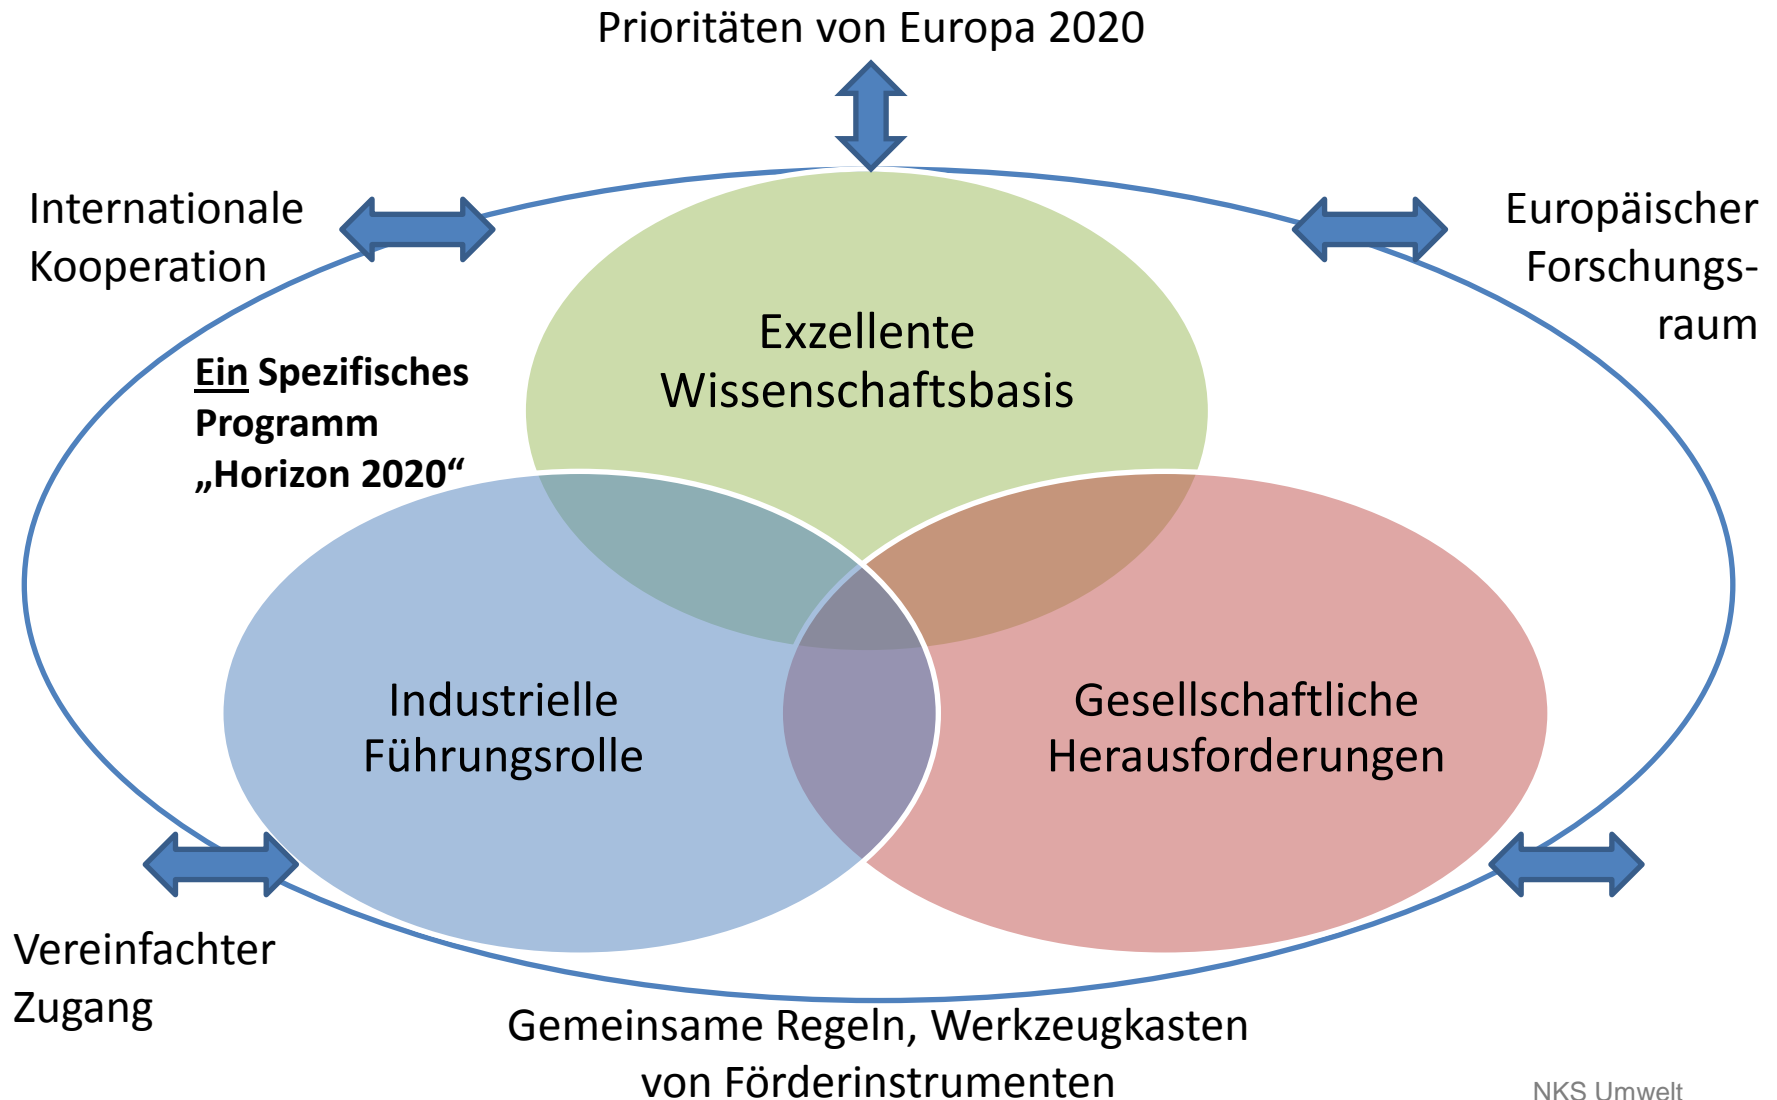 Prioritäten von Europa 2020
Internationale
Kooperation
Europäischer
Forschungs-
raum
Ein Spezifisches
Programm
„Horizon 2020“
Exzellente
Wissenschaftsbasis
Industrielle
Führungsrolle
Gesellschaftliche
Herausforderungen
Vereinfachter
Zugang
Gemeinsame Regeln, Werkzeugkasten
von Förderinstrumenten
NKS Umwelt